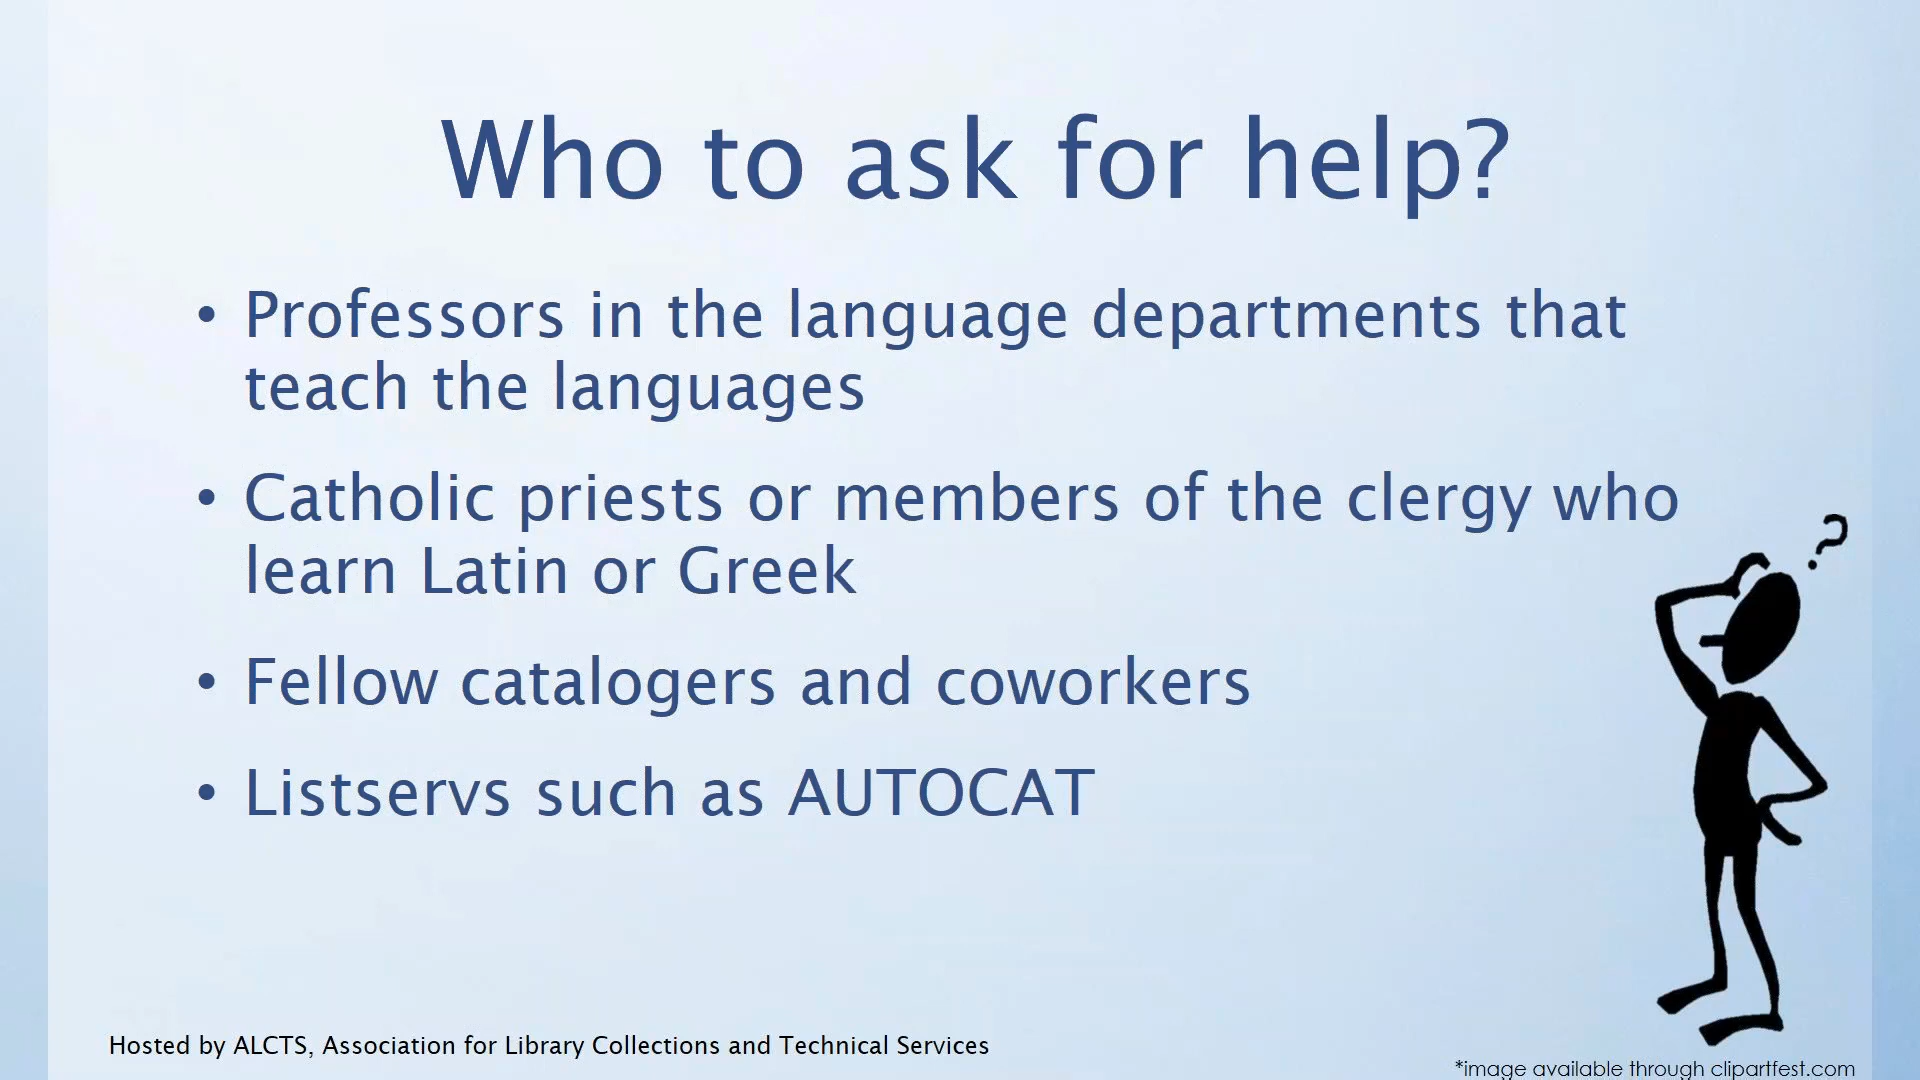 Who to ask for help?
• Professors in the language departments that
teach the languages
• Catholic priests or members of the clergy who
learn Latin or Greek
• Fellow catalogers and coworkers
• Listservs such as AUTOCAT
?
Hosted by ALCTS, Association for Library Collections and Technical Services
*image available through clipartfest.com